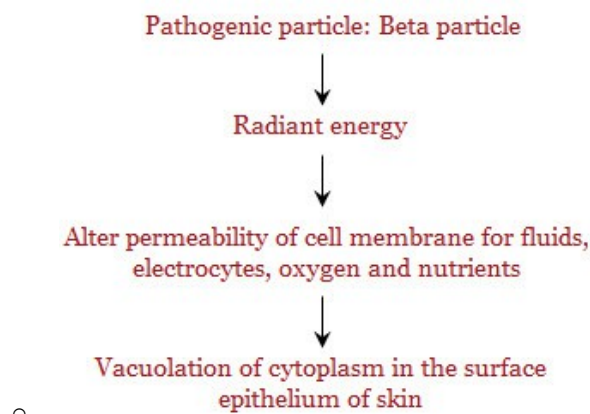 Pathogenic particle: Beta particle
Radiant energy
Alter permeability of cell membrane for fluids,
electrocytes, oxygen and nutrients
Vacuolation of cytoplasm in the surface
epithelium of skin